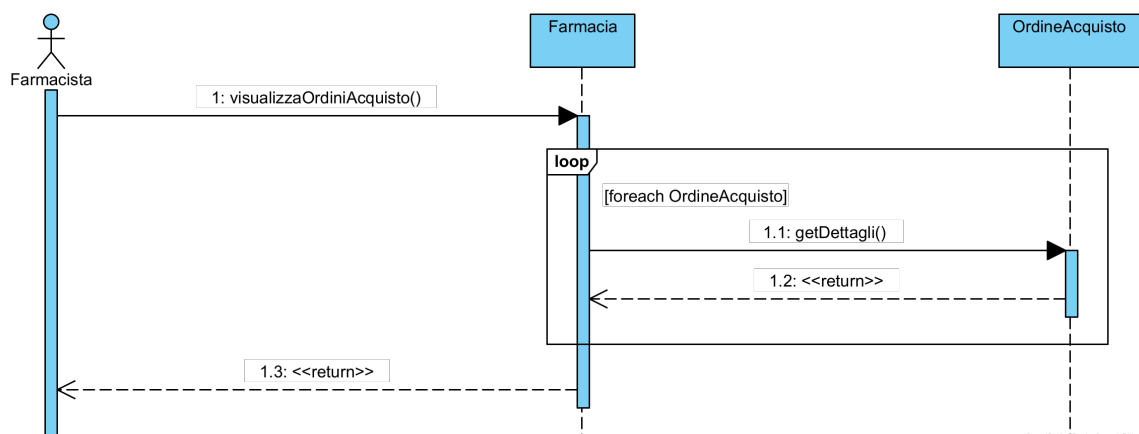 Farmacia
OrdineAcquisto
Farmacista
1: visualizzaOrdiniAcquisto()
loop
[foreach OrdineAcquisto]
1.1: getDettagli()
1.2: <<return>>
1.3: <<return>>